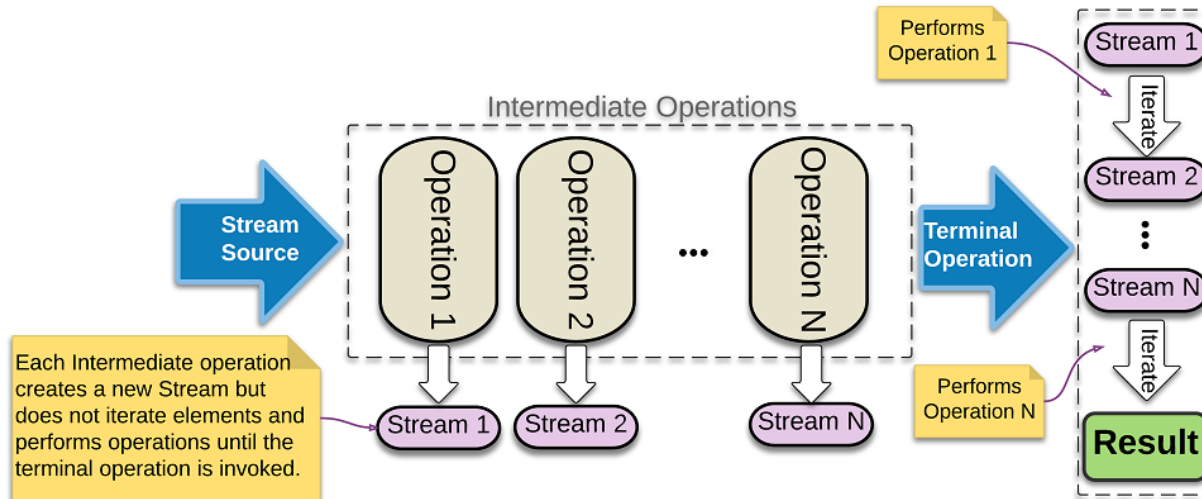 Intermediate Operations
Stream
Source
Operation 1
Operation 2
...
Operation N
Stream 1
Stream 2
Stream N
Each Intermediate operation
creates a new Stream but
does not iterate elements and
performs operations until the
terminal operation is invoked.
Terminal
Operation
Performs
Operation 1
Stream 1
Iterate
Stream 2
...
Stream N
Iterate
Performs
Operation N
Result